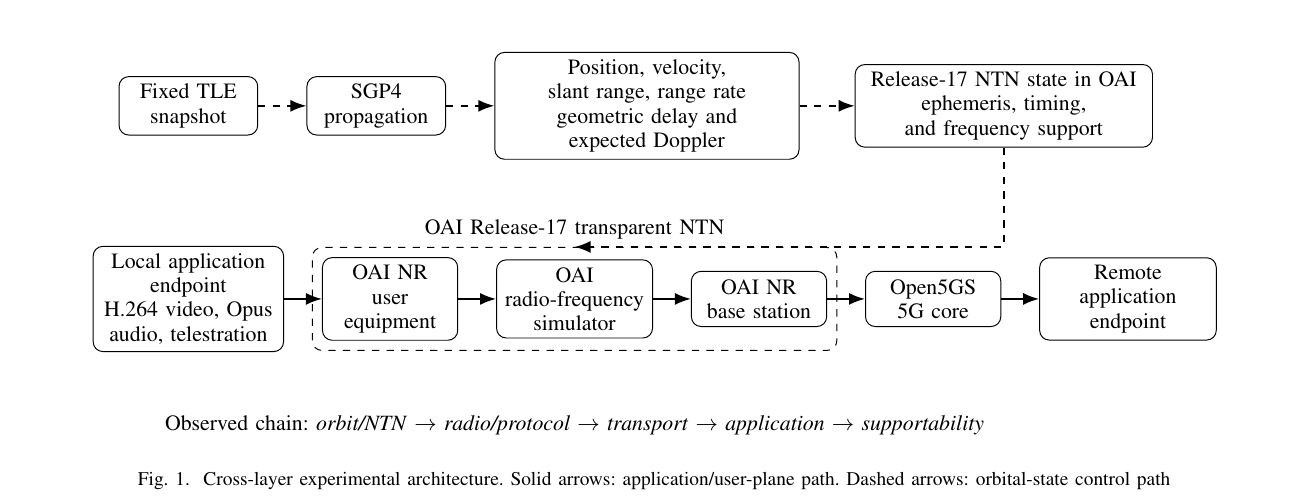 Fixed TLE
snapshot
SGP4
propagation
Position, velocity,
slant range, range rate
geometric delay and
expected Doppler
Release-17 NTN state in OAI
ephemeris, timing,
and frequency support
OAI Release-17 transparent NTN
Local application
endpoint
H.264 video, Opus
audio, telestration
OAI NR
user
equipment
OAI
radio-frequency
simulator
OAI NR
base station
Open5GS
5G core
Remote
application
endpoint
Observed chain: orbit/NTN → radio/protocol → transport → application → supportability
Fig. 1. Cross-layer experimental architecture. Solid arrows: application/user-plane path. Dashed arrows: orbital-state control path